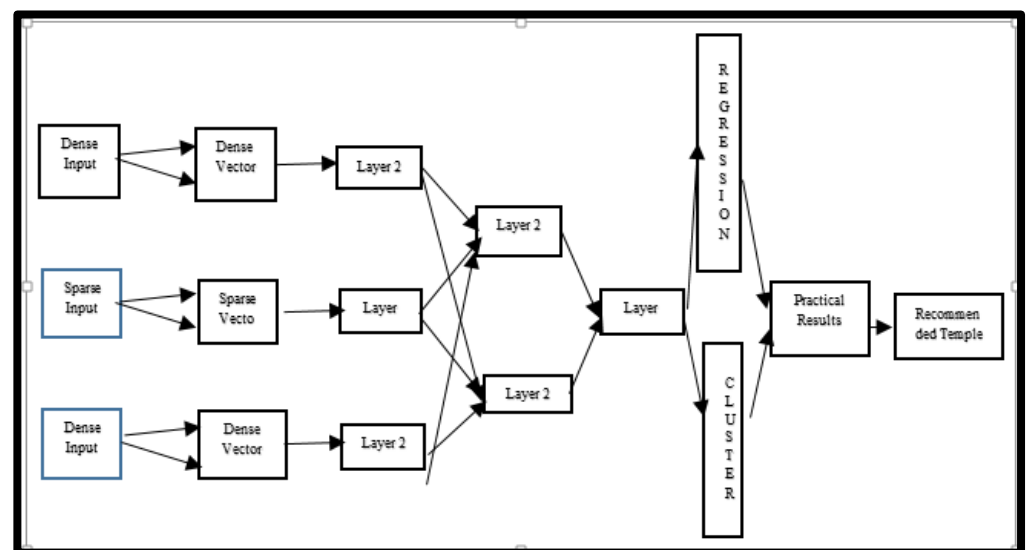 Dense
Input
Dense
Vector
Layer 2
Sparse
Input
Sparse
Vecto
Layer
Dense
Input
Dense
Vector
Layer 2
Layer 2
Layer 2
Layer
R
E
G
R
E
S
S
I
O
N
C
L
U
S
T
E
R
Practical
Results
Recommen
ded Temple